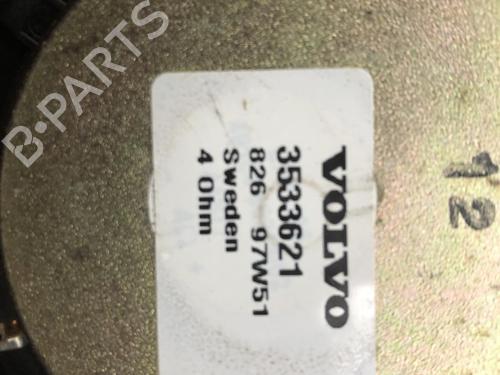 VOLVO
3533621
826 97W51
Sweden
4 Ohm
12
B-PARTS